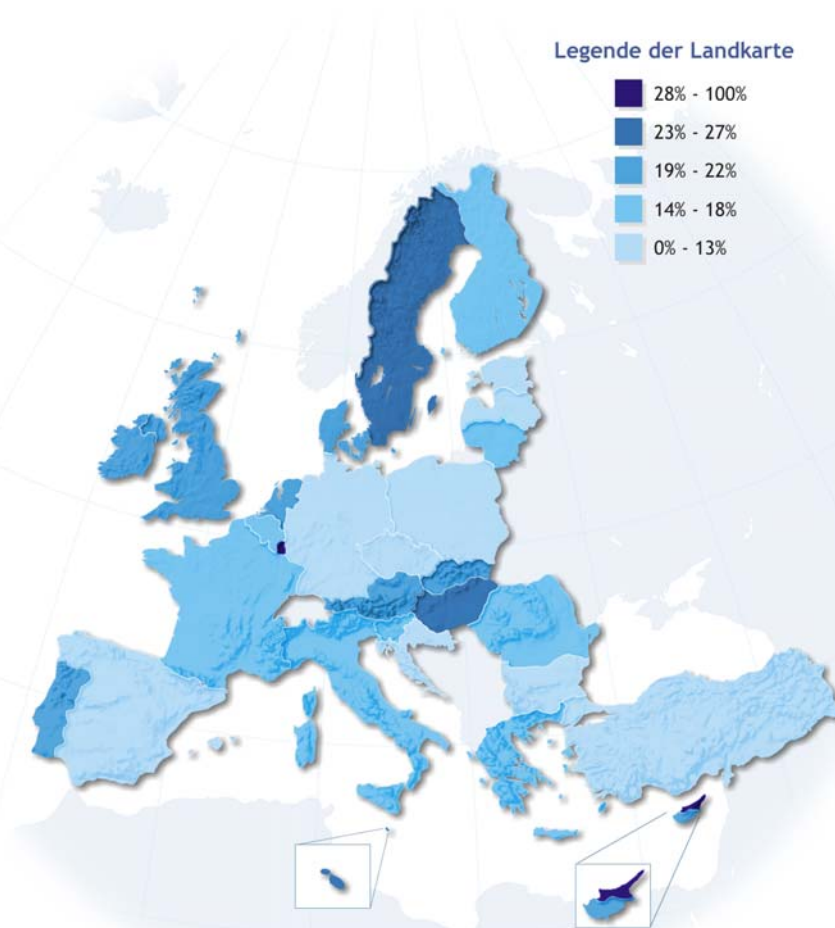 Legende der Landkarte
28% - 100%
23% - 27%
19% - 22%
14% - 18%
0% - 13%